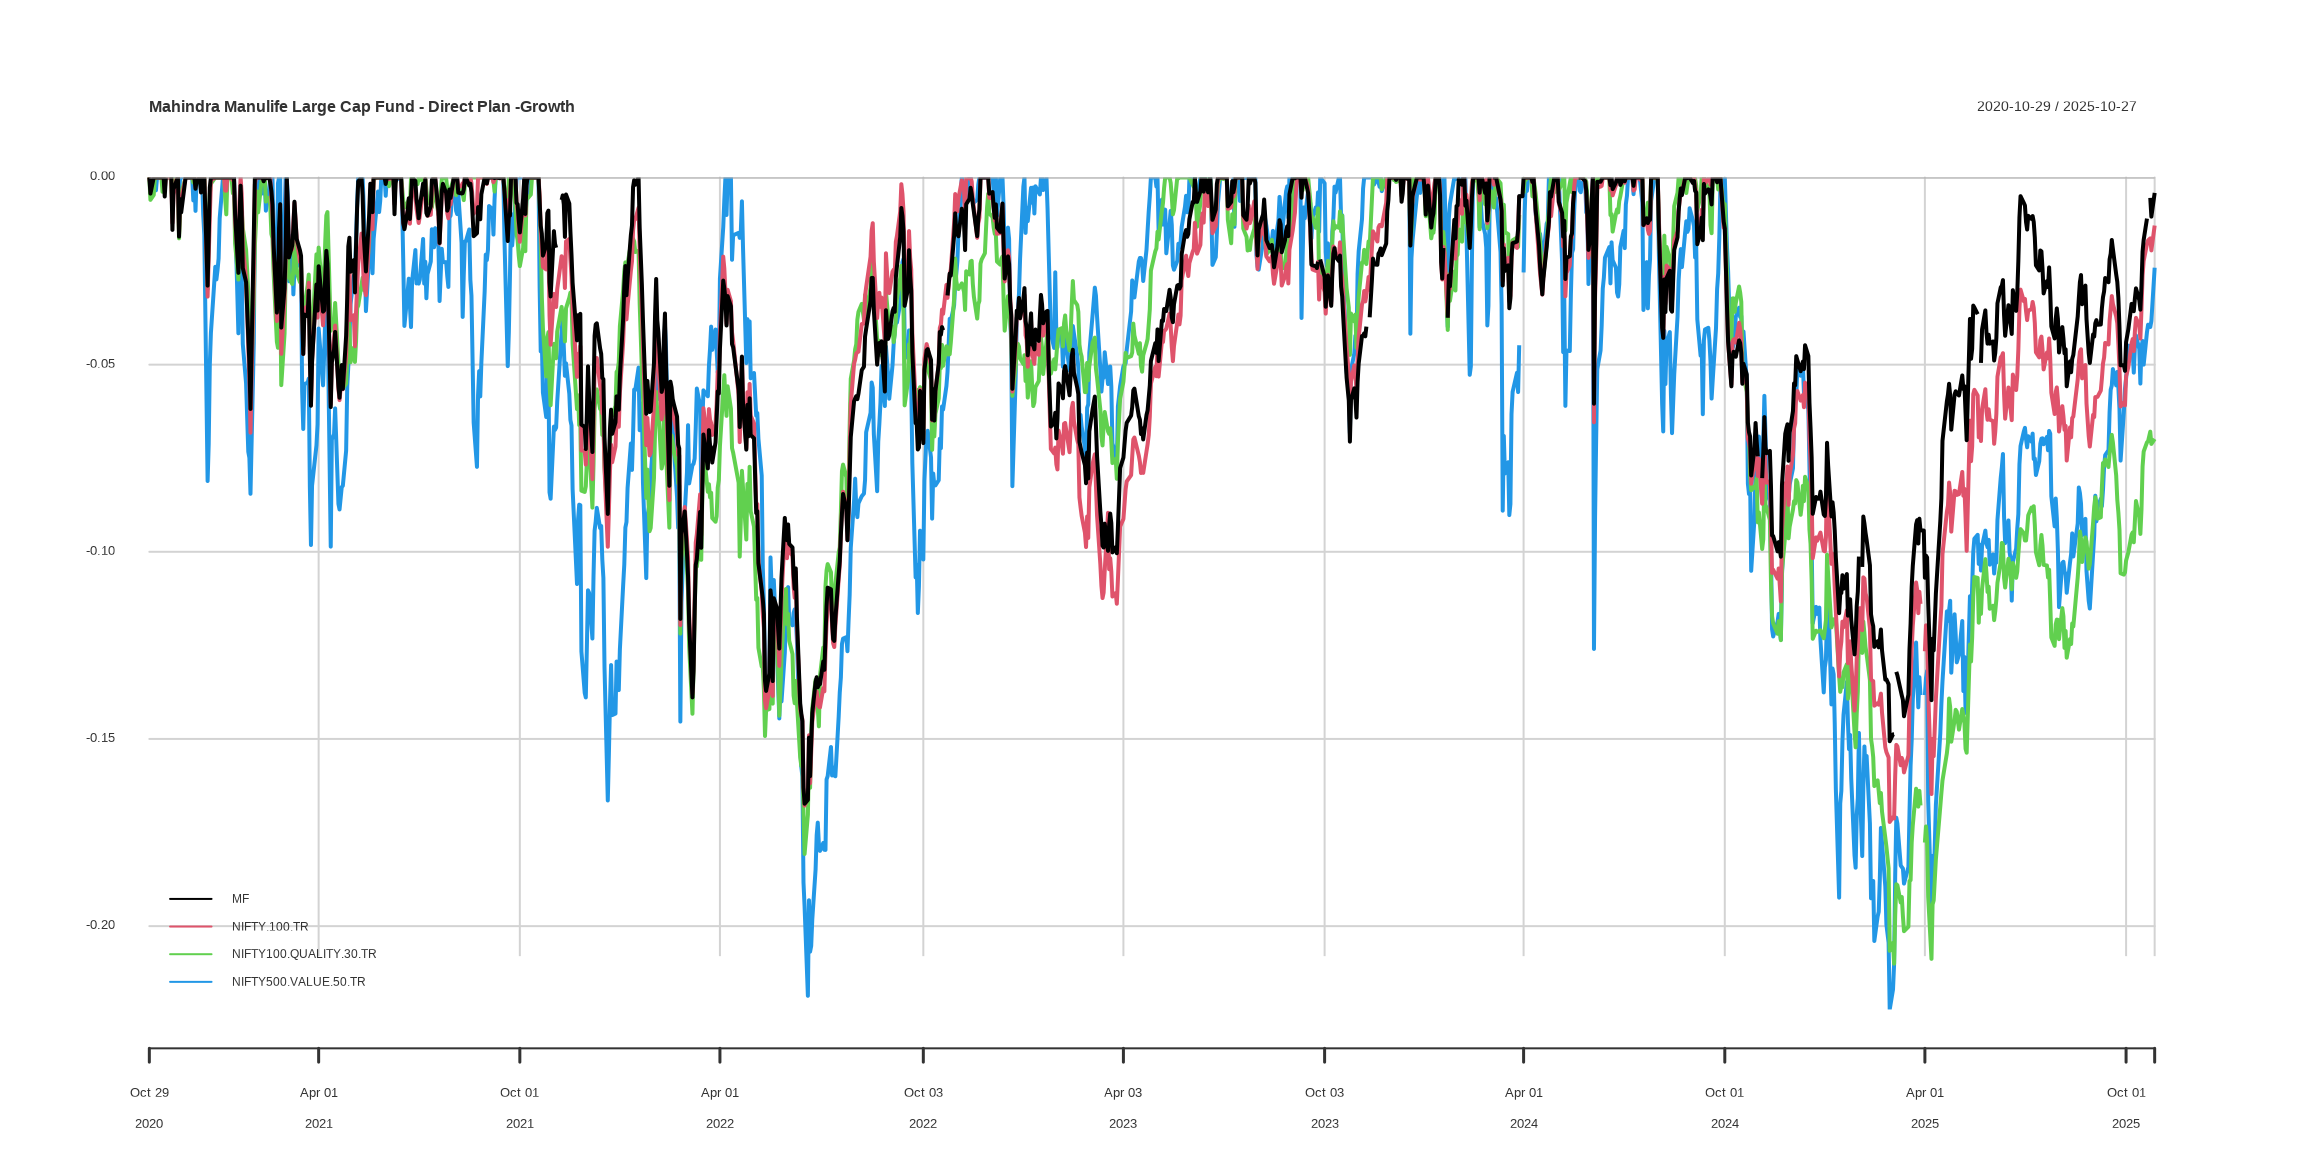 Mahindra Manulife Large Cap Fund - Direct Plan -Growth
2020-10-29 / 2025-10-27
0.00
-0.05
-0.10
-0.15
-0.20
MF
NIFTY.100.TR
NIFTY100.QUALITY.30.TR
NIFTY500.VALUE.50.TR
Oct 29 Apr 01 Oct 01 Apr 01 Oct 03 Apr 03 Oct 03 Apr 01 Oct 01 Apr 01 Oct 01
2020 2021 2021 2022 2022 2023 2023 2024 2024 2025 2025